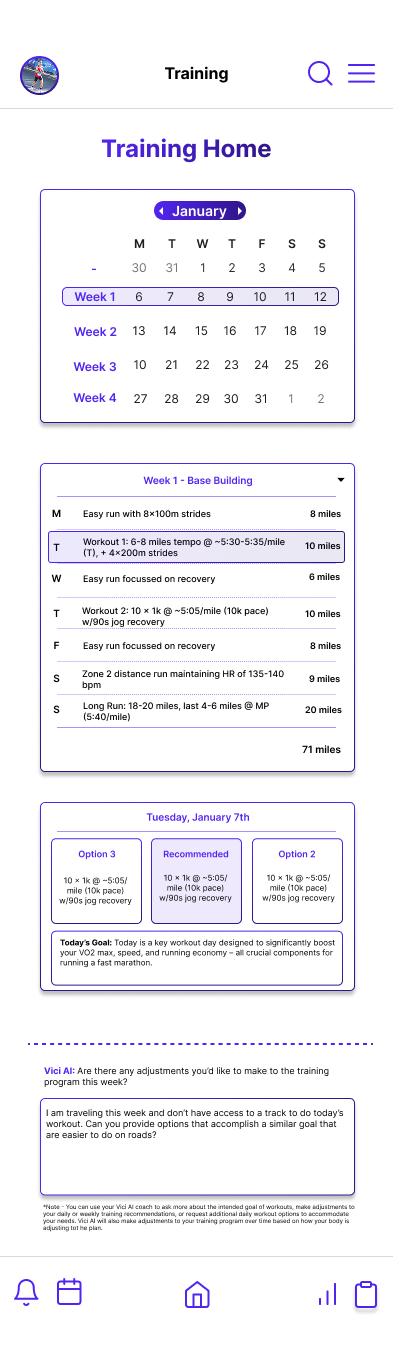 Training
Training Home
January
M T W T F S S
- 30 31 1 2 3 4 5
Week 1 6 7 8 9 10 11 12
Week 2 13 14 15 16 17 18 19
Week 3 10 21 22 23 24 25 26
Week 4 27 28 29 30 31 1 2
Week 1 - Base Building
M Easy run with 8x100m strides 8 miles
T Workout 1: 6-8 miles tempo @ ~5:30-5:35/mile
(T), + 4x200m strides 10 miles
W Easy run focussed on recovery 6 miles
T Workout 2: 10 x 1k @ ~5:05/mile (10k pace)
w/90s jog recovery 10 miles
F Easy run focussed on recovery 8 miles
S Zone 2 distance run maintaining HR of 135-140
bpm 9 miles
S Long Run: 18-20 miles, last 4-6 miles @ MP
(5:40/mile) 20 miles
71 miles
Tuesday, January 7th
Option 3
10 x 1k @ ~5:05/
mile (10k pace)
w/90s jog recovery
Recommended
10 x 1k @ ~5:05/
mile (10k pace)
w/90s jog recovery
Option 2
10 x 1k @ ~5:05/
mile (10k pace)
w/90s jog recovery
Today's Goal: Today is a key workout day designed to significantly boost
your VO2 max, speed, and running economy – all crucial components for
running a fast marathon.
Vici AI: Are there any adjustments you'd like to make to the training
program this week?
I am traveling this week and don't have access to a track to do today's
workout. Can you provide options that accomplish a similar goal that
are easier to do on roads?
*Note - You can use your Vici AI coach to ask more about the intended goal of workouts, make adjustments to
your daily or weekly training recommendations, or request additional daily workout options to accommodate
your needs. Vici AI will also make adjustments to your training program over time based on how your body is
adjusting tot he plan.